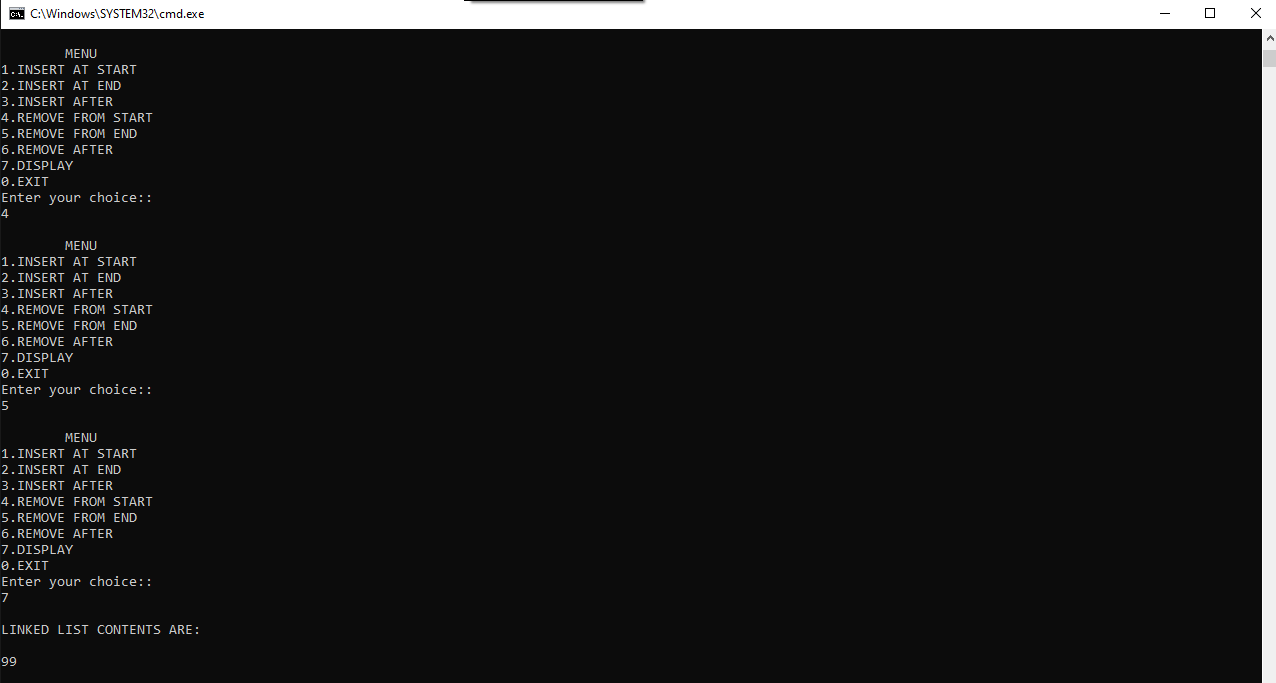 C:\Windows\SYSTEM32\cmd.exe
MENU
1.INSERT AT START
2.INSERT AT END
3.INSERT AFTER
4.REMOVE FROM START
5.REMOVE FROM END
6.REMOVE AFTER
7.DISPLAY
0.EXIT
Enter your choice::
4
MENU
1.INSERT AT START
2.INSERT AT END
3.INSERT AFTER
4.REMOVE FROM START
5.REMOVE FROM END
6.REMOVE AFTER
7.DISPLAY
0.EXIT
Enter your choice::
5
MENU
1.INSERT AT START
2.INSERT AT END
3.INSERT AFTER
4.REMOVE FROM START
5.REMOVE FROM END
6.REMOVE AFTER
7.DISPLAY
0.EXIT
Enter your choice::
7
LINKED LIST CONTENTS ARE:
99